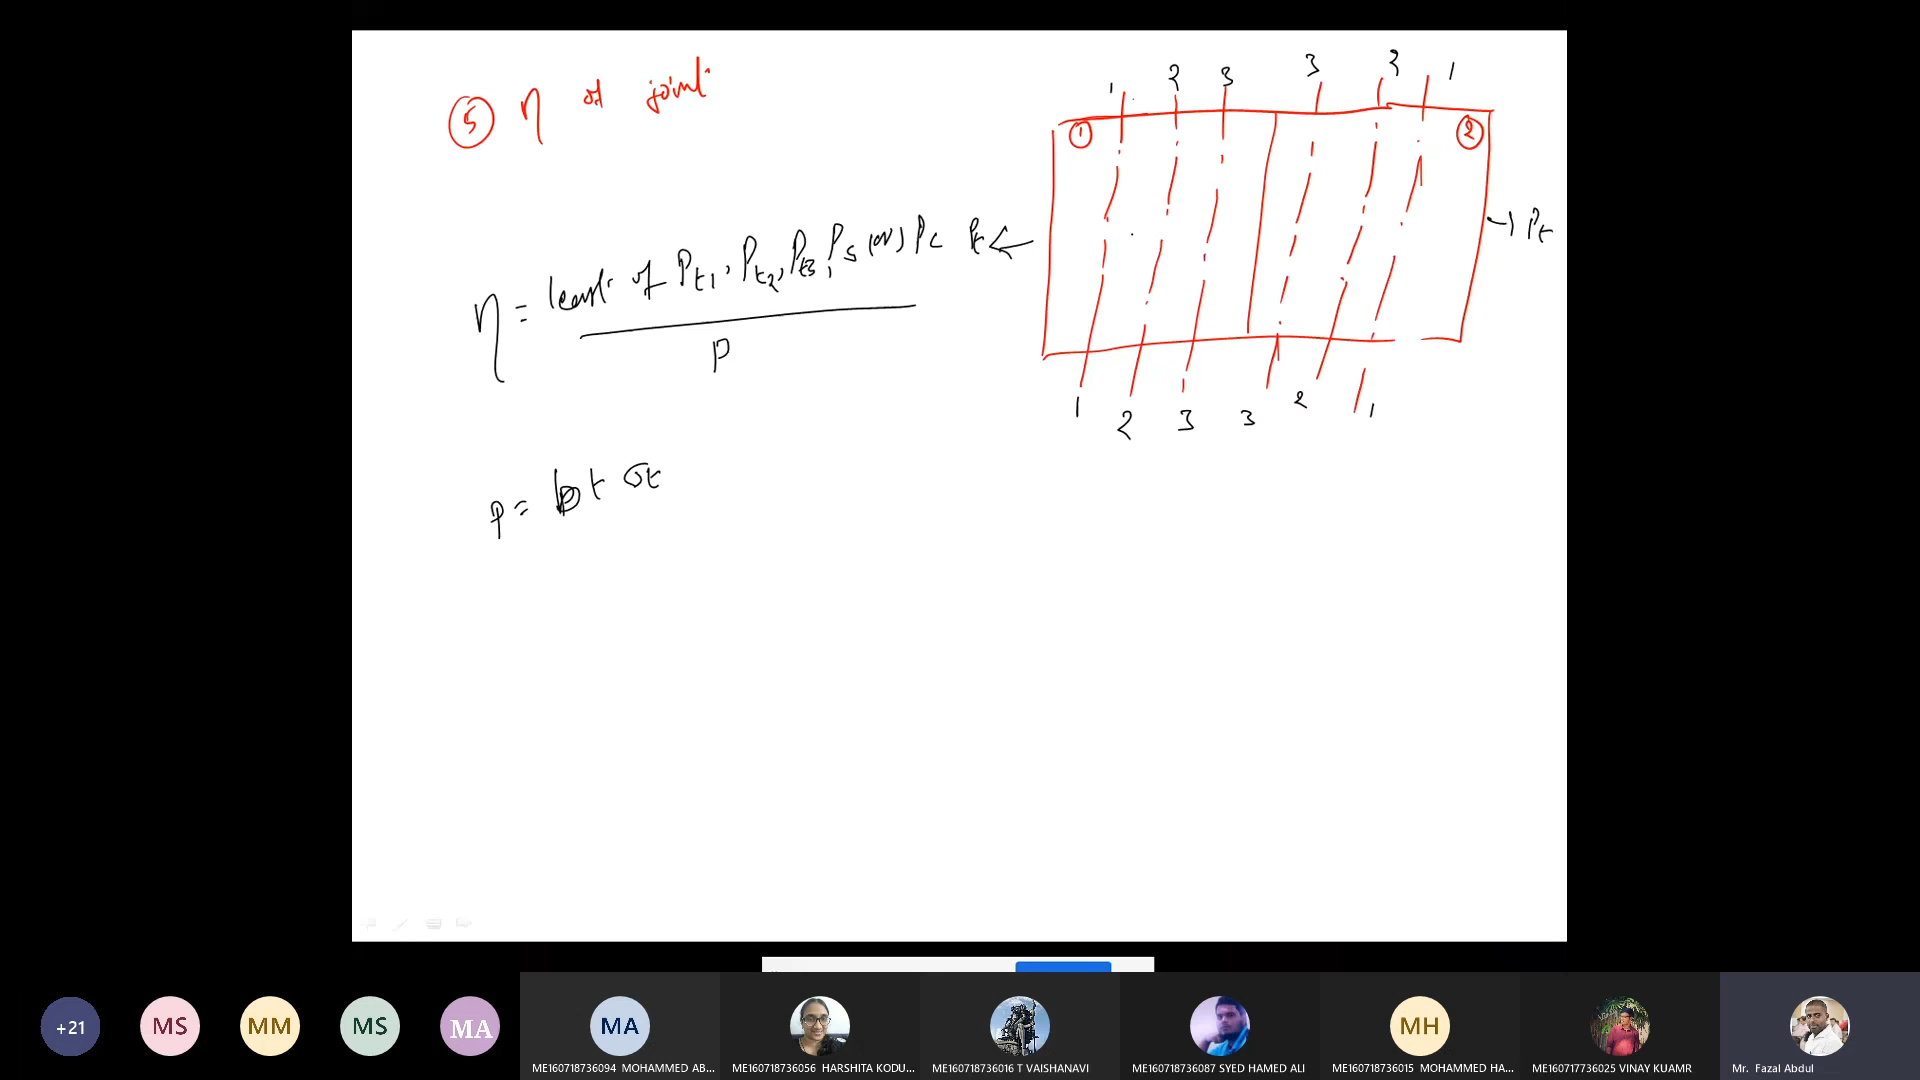 ⑤ η of joint
1 2 3 3 2 1
① ②
η = least of Pt1, Pt2, Pt3, Ps (or) Pc
P
Pt ←
→ Pt
1 2 3 3 2 1
P = b t σt
+21 MS MM MS MA MA MH
ME160718736094 MOHAMMED AB...
ME160718736056 HARSHITA KODU...
ME160718736016 T VAISHANAVI
ME160718736087 SYED HAMED ALI
ME160718736015 MOHAMMED HA...
ME160717736025 VINAY KUAMR
Mr. Fazal Abdul